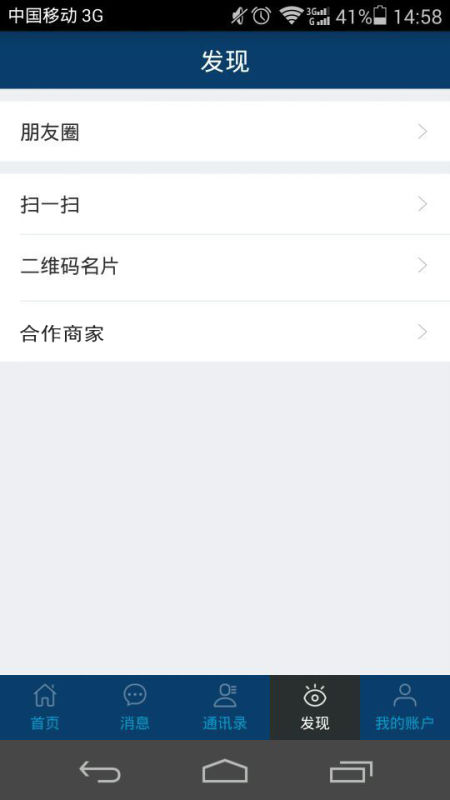 中国移动 3G
3G
G
41%
14:58
发现
朋友圈
扫一扫
二维码名片
合作商家
首页
消息
通讯录
发现
我的账户